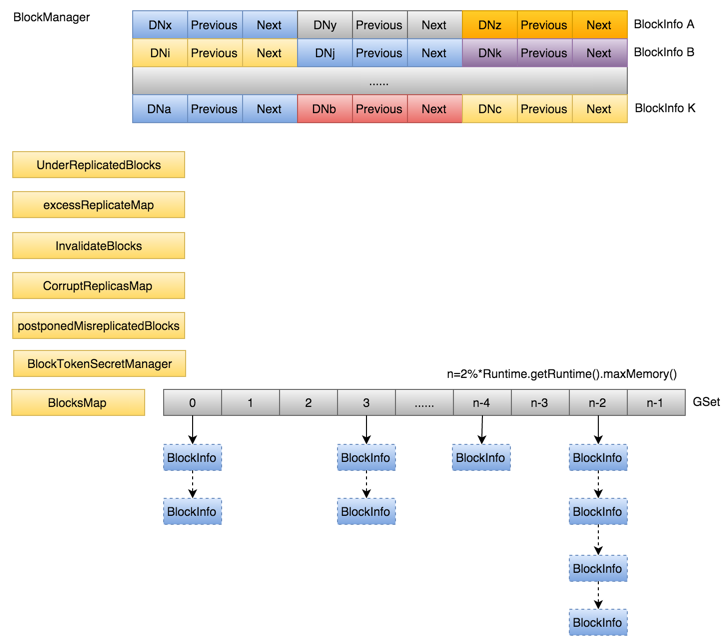 BlockManager
DNx Previous Next DNy Previous Next DNz Previous Next BlockInfo A
DNi Previous Next DNj Previous Next DNk Previous Next BlockInfo B
......
DNa Previous Next DNb Previous Next DNc Previous Next BlockInfo K
UnderReplicatedBlocks
excessReplicateMap
InvalidateBlocks
CorruptReplicasMap
postponedMisreplicatedBlocks
BlockTokenSecretManager
n=2%*Runtime.getRuntime().maxMemory()
BlocksMap 0 1 2 3 ...... n-4 n-3 n-2 n-1 GSet
BlockInfo BlockInfo BlockInfo BlockInfo
BlockInfo BlockInfo BlockInfo
BlockInfo
BlockInfo